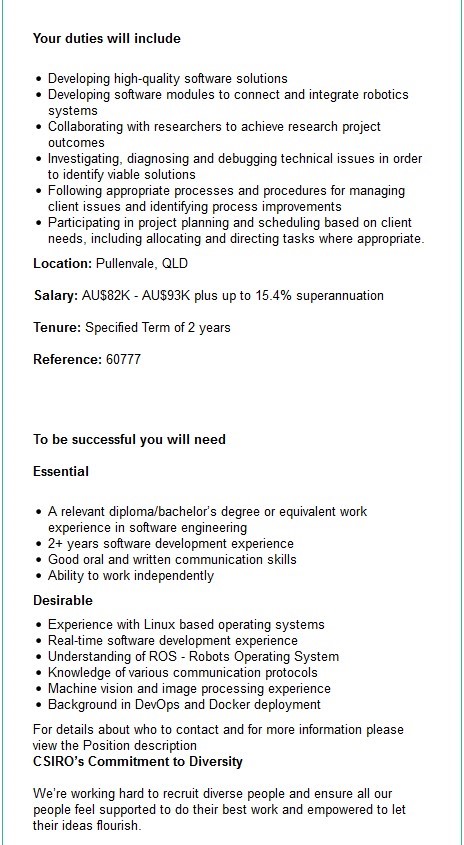 Your duties will include
• Developing high-quality software solutions
• Developing software modules to connect and integrate robotics
systems
• Collaborating with researchers to achieve research project
outcomes
• Investigating, diagnosing and debugging technical issues in order
to identify viable solutions
• Following appropriate processes and procedures for managing
client issues and identifying process improvements
• Participating in project planning and scheduling based on client
needs, including allocating and directing tasks where appropriate.
Location: Pullenvale, QLD
Salary: AU$82K - AU$93K plus up to 15.4% superannuation
Tenure: Specified Term of 2 years
Reference: 60777
To be successful you will need
Essential
• A relevant diploma/bachelor's degree or equivalent work
experience in software engineering
• 2+ years software development experience
• Good oral and written communication skills
• Ability to work independently
Desirable
• Experience with Linux based operating systems
• Real-time software development experience
• Understanding of ROS - Robots Operating System
• Knowledge of various communication protocols
• Machine vision and image processing experience
• Background in DevOps and Docker deployment
For details about who to contact and for more information please
view the Position description
CSIRO's Commitment to Diversity
We're working hard to recruit diverse people and ensure all our
people feel supported to do their best work and empowered to let
their ideas flourish.